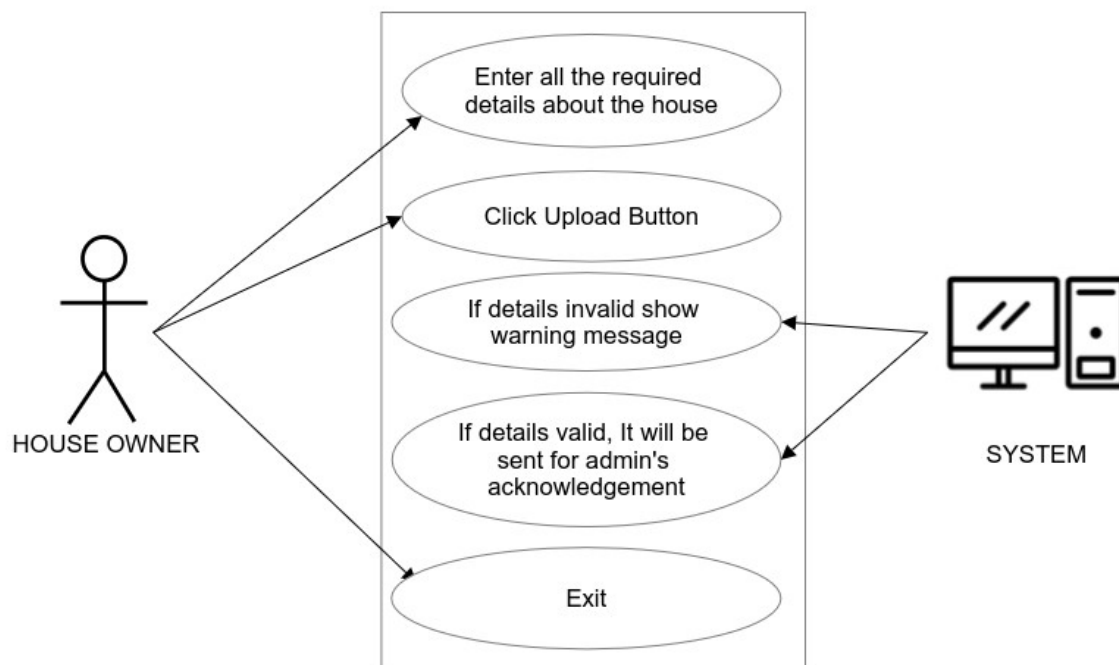 Enter all the required
details about the house
Click Upload Button
If details invalid show
warning message
HOUSE OWNER
If details valid, It will be
sent for admin's
acknowledgement
SYSTEM
Exit